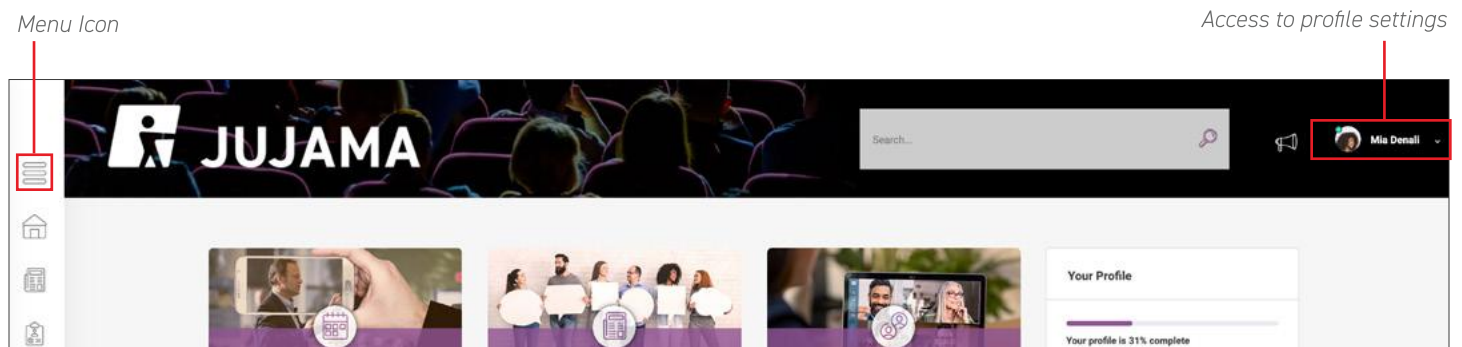 Menu Icon
Access to profile settings
JUJAMA
Search...
Mia Denali
Your Profile
Your profile is 31% complete